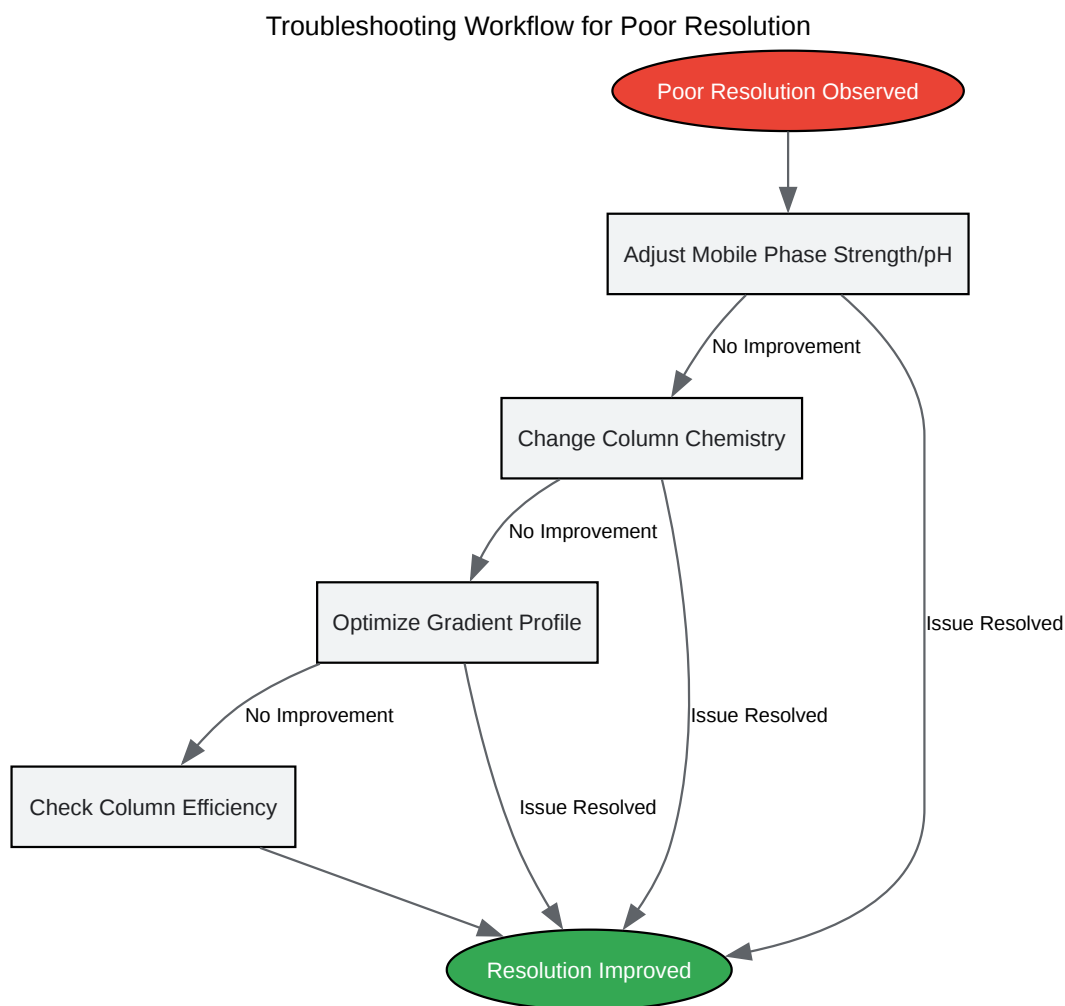 Troubleshooting Workflow for Poor Resolution
Poor Resolution Observed
Adjust Mobile Phase Strength/pH
No Improvement
Change Column Chemistry
No Improvement
Optimize Gradient Profile
Issue Resolved
No Improvement
Issue Resolved
Check Column Efficiency
Issue Resolved
Resolution Improved